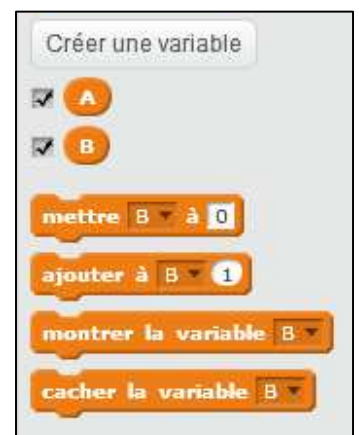 Créer une variable
A
B
mettre B à 0
ajouter à B 1
montrer la variable B
cacher la variable B